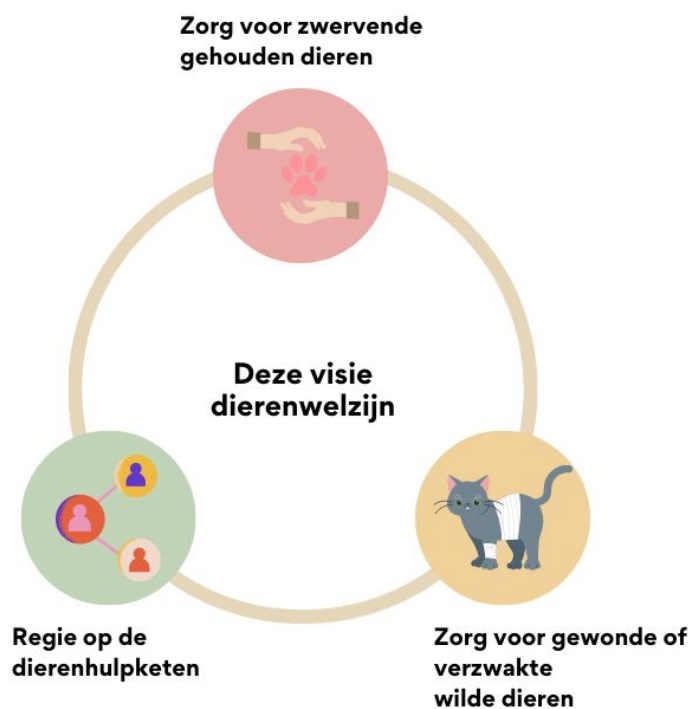 Zorg voor zwervende
gehouden dieren
Deze visie
dierenwelzijn
Regie op de
dierenhulpketen
Zorg voor gewonde of
verzwakte
wilde dieren